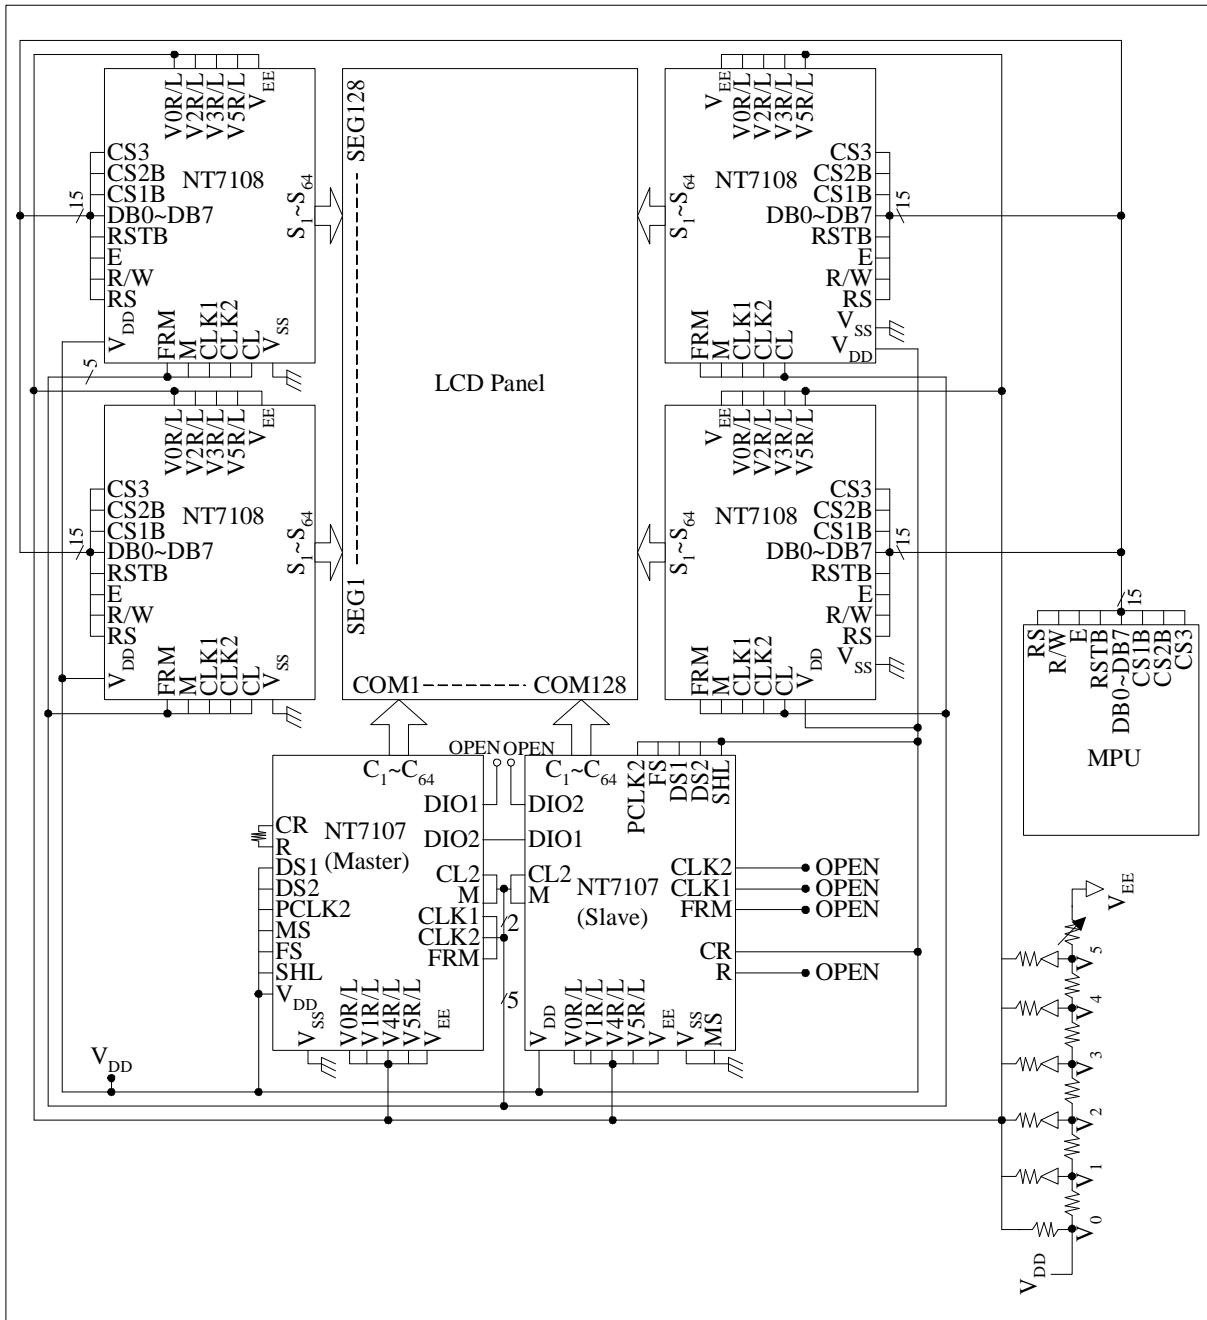 V0R/L
V2R/L
V3R/L
V5R/L
VEE
CS3
CS2B
CS1B
DB0~DB7
RSTB
E
R/W
RS
VDD
NT7108
S1~S64
FRM
M
CLK1
CLK2
CL
VSS
15
5
SEG128
SEG1
LCD Panel
COM1
COM128
VEE
V0R/L
V2R/L
V3R/L
V5R/L
NT7108
S1~S64
CS3
CS2B
CS1B
DB0~DB7
RSTB
E
R/W
RS
VSS
VDD
FRM
M
CLK1
CLK2
CL
15
V0R/L
V2R/L
V3R/L
V5R/L
VEE
CS3
CS2B
CS1B
DB0~DB7
RSTB
E
R/W
RS
VDD
NT7108
S1~S64
FRM
M
CLK1
CLK2
CL
VSS
15
VEE
V0R/L
V2R/L
V3R/L
V5R/L
NT7108
S1~S64
CS3
CS2B
CS1B
DB0~DB7
RSTB
E
R/W
RS
VSS
FRM
M
CLK1
CLK2
CL
VDD
15
15
RS
R/W
E
RSTB
DB0~DB7
CS1B
CS2B
CS3
MPU
C1~C64
OPEN
OPEN
DIO1
DIO2
CR
R
DS1
DS2
PCLK2
MS
FS
SHL
VDD
NT7107
(Master)
CL2
M
CLK1
CLK2
FRM
VSS
V0R/L
V1R/L
V4R/L
V5R/L
VEE
2
5
C1~C64
PCLK2
FS
DS1
DS2
SHL
DIO2
DIO1
CL2
M
NT7107
(Slave)
CLK2
CLK1
FRM
CR
R
OPEN
OPEN
OPEN
OPEN
VDD
V0R/L
V1R/L
V4R/L
V5R/L
VEE
VSS
MS
VDD
VEE
V5
V4
V3
V2
V1
V0
VDD